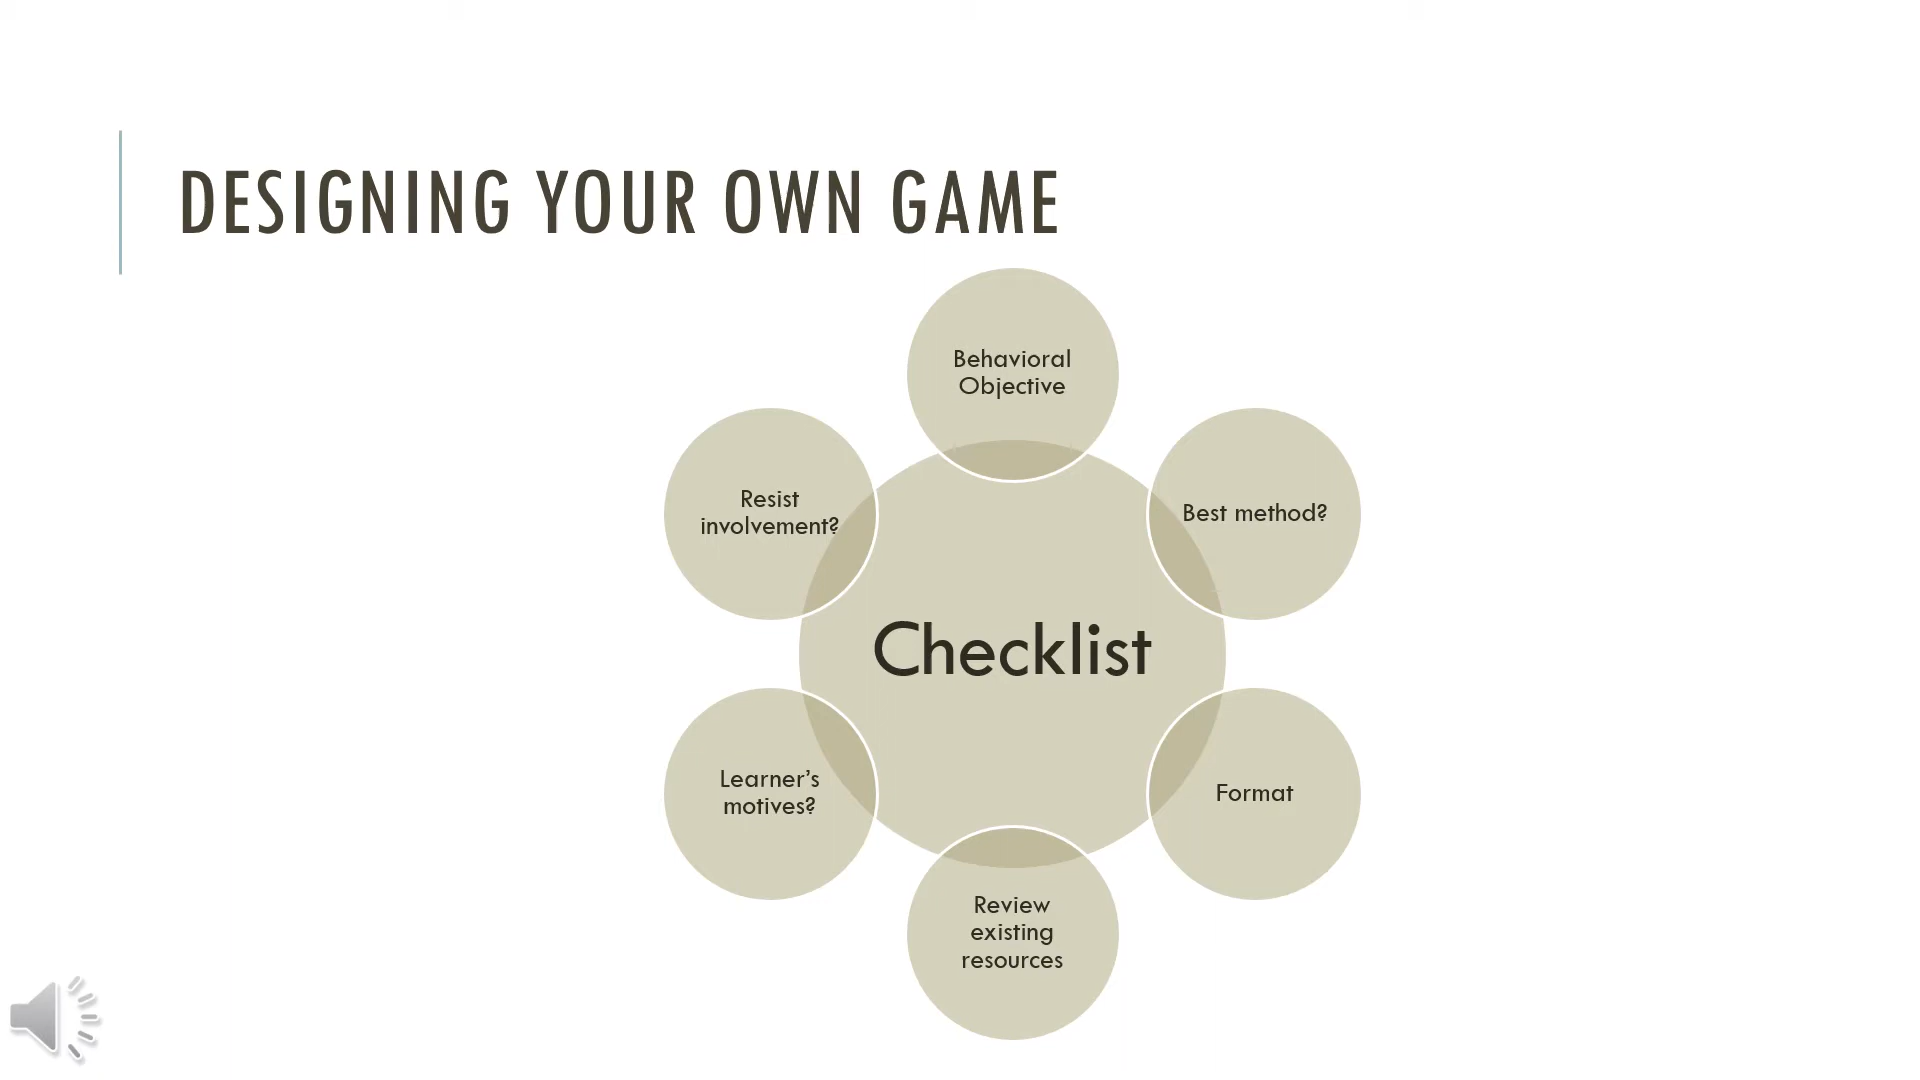 DESIGNING YOUR OWN GAME
Behavioral
Objective
Best method?
Format
Review
existing
resources
Learner’s
motives?
Resist
involvement?
Checklist